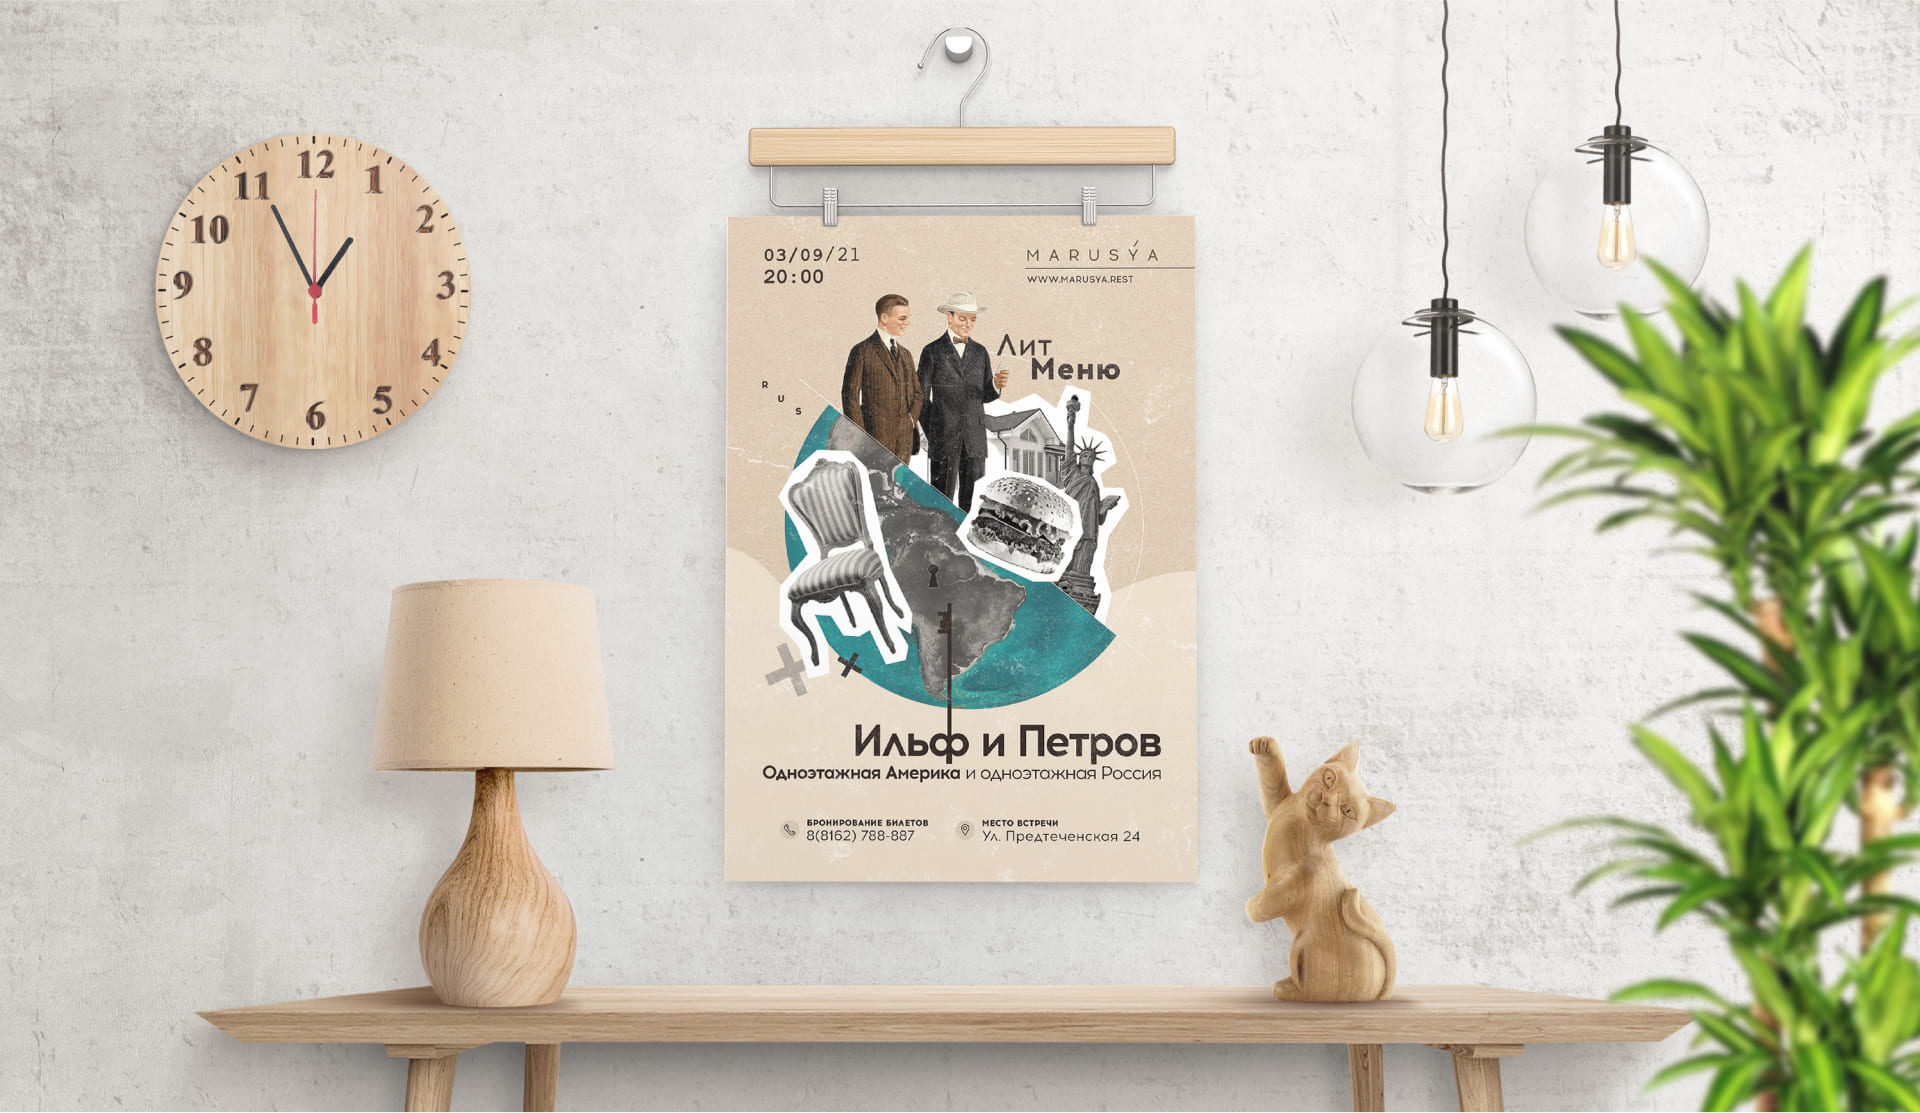 12
1
2
3
4
5
6
7
8
9
10
11
03/09/21
20:00
MARUSÝA
WWW.MARUSYA.REST
Лит
Меню
RUS
Ильф и Петров
Одноэтажная Америка и одноэтажная Россия
БРОНИРОВАНИЕ БИЛЕТОВ
8(8162) 788-887
МЕСТО ВСТРЕЧИ
Ул. Предтеченская 24